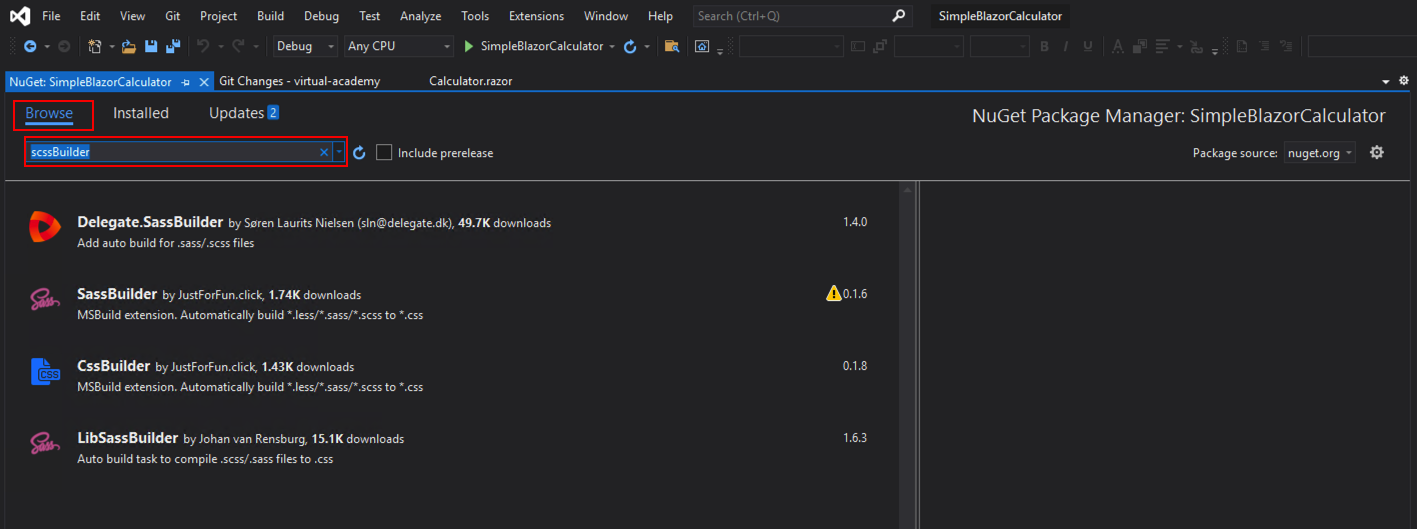 File Edit View Git Project Build Debug Test Analyze Tools Extensions Window Help Search (Ctrl+Q) SimpleBlazorCalculator
Debug Any CPU SimpleBlazorCalculator B I U A
NuGet: SimpleBlazorCalculator Git Changes - virtual-academy Calculator.razor
Browse Installed Updates 2 NuGet Package Manager: SimpleBlazorCalculator
scssBuilder Include prerelease Package source: nuget.org
Delegate.SassBuilder by Søren Laurits Nielsen (sln@delegate.dk), 49.7K downloads 1.4.0
Add auto build for .sass/.scss files
Sass SassBuilder by JustForFun.click, 1.74K downloads 0.1.6
MSBuild extension. Automatically build *.less/*.sass/*.scss to *.css
CSS CssBuilder by JustForFun.click, 1.43K downloads 0.1.8
MSBuild extension. Automatically build *.less/*.sass/*.scss to *.css
Sass LibSassBuilder by Johan van Rensburg, 15.1K downloads 1.6.3
Auto build task to compile .scss/.sass files to .css